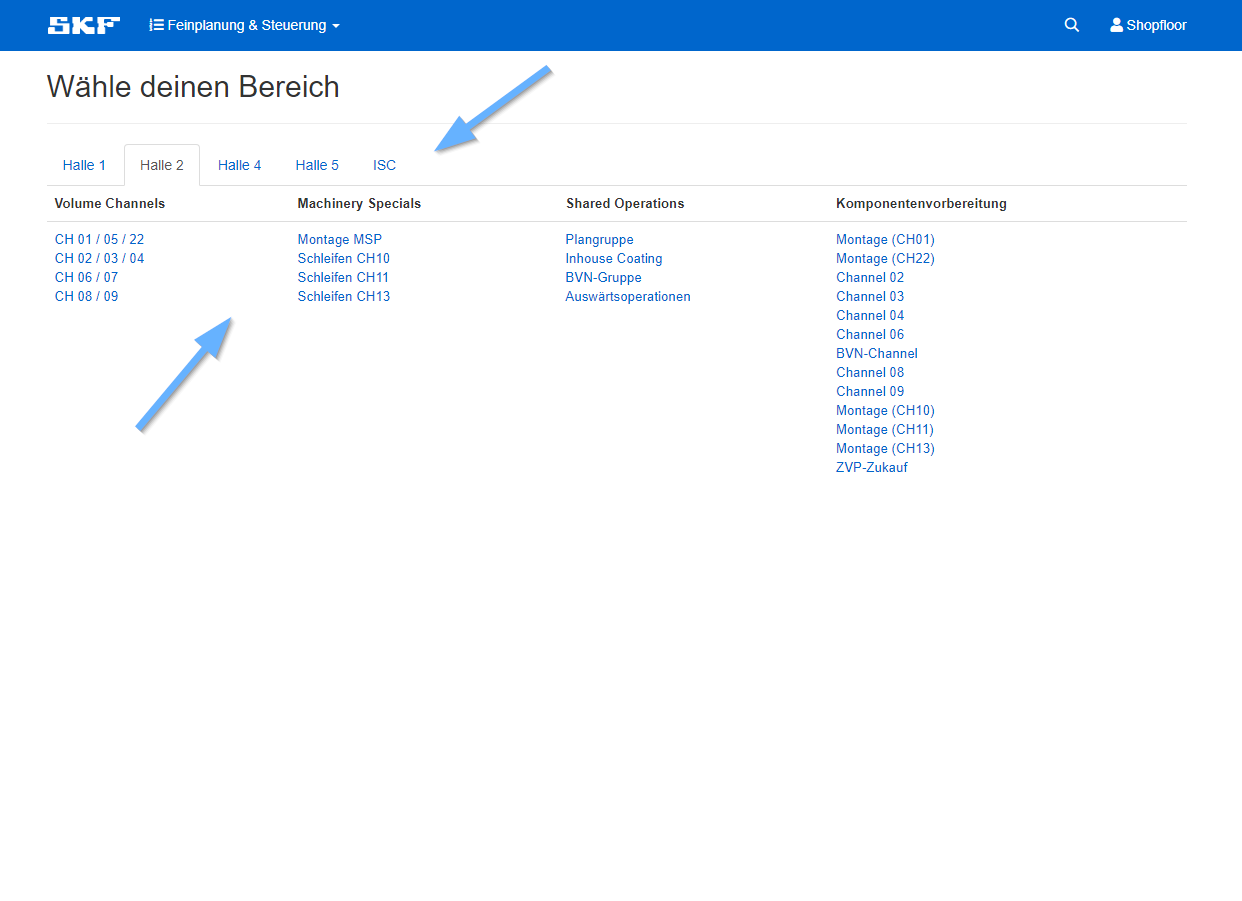 SKF Feinplanung & Steuerung Shopfloor
Wähle deinen Bereich
Halle 1 Halle 2 Halle 4 Halle 5 ISC
Volume Channels Machinery Specials Shared Operations Komponentenvorbereitung
CH 01 / 05 / 22 Montage MSP Plangruppe Montage (CH01)
CH 02 / 03 / 04 Schleifen CH10 Inhouse Coating Montage (CH22)
CH 06 / 07 Schleifen CH11 BVN-Gruppe Channel 02
CH 08 / 09 Schleifen CH13 Auswärtsoperationen Channel 03
Channel 04
Channel 06
BVN-Channel
Channel 08
Channel 09
Montage (CH10)
Montage (CH11)
Montage (CH13)
ZVP-Zukauf